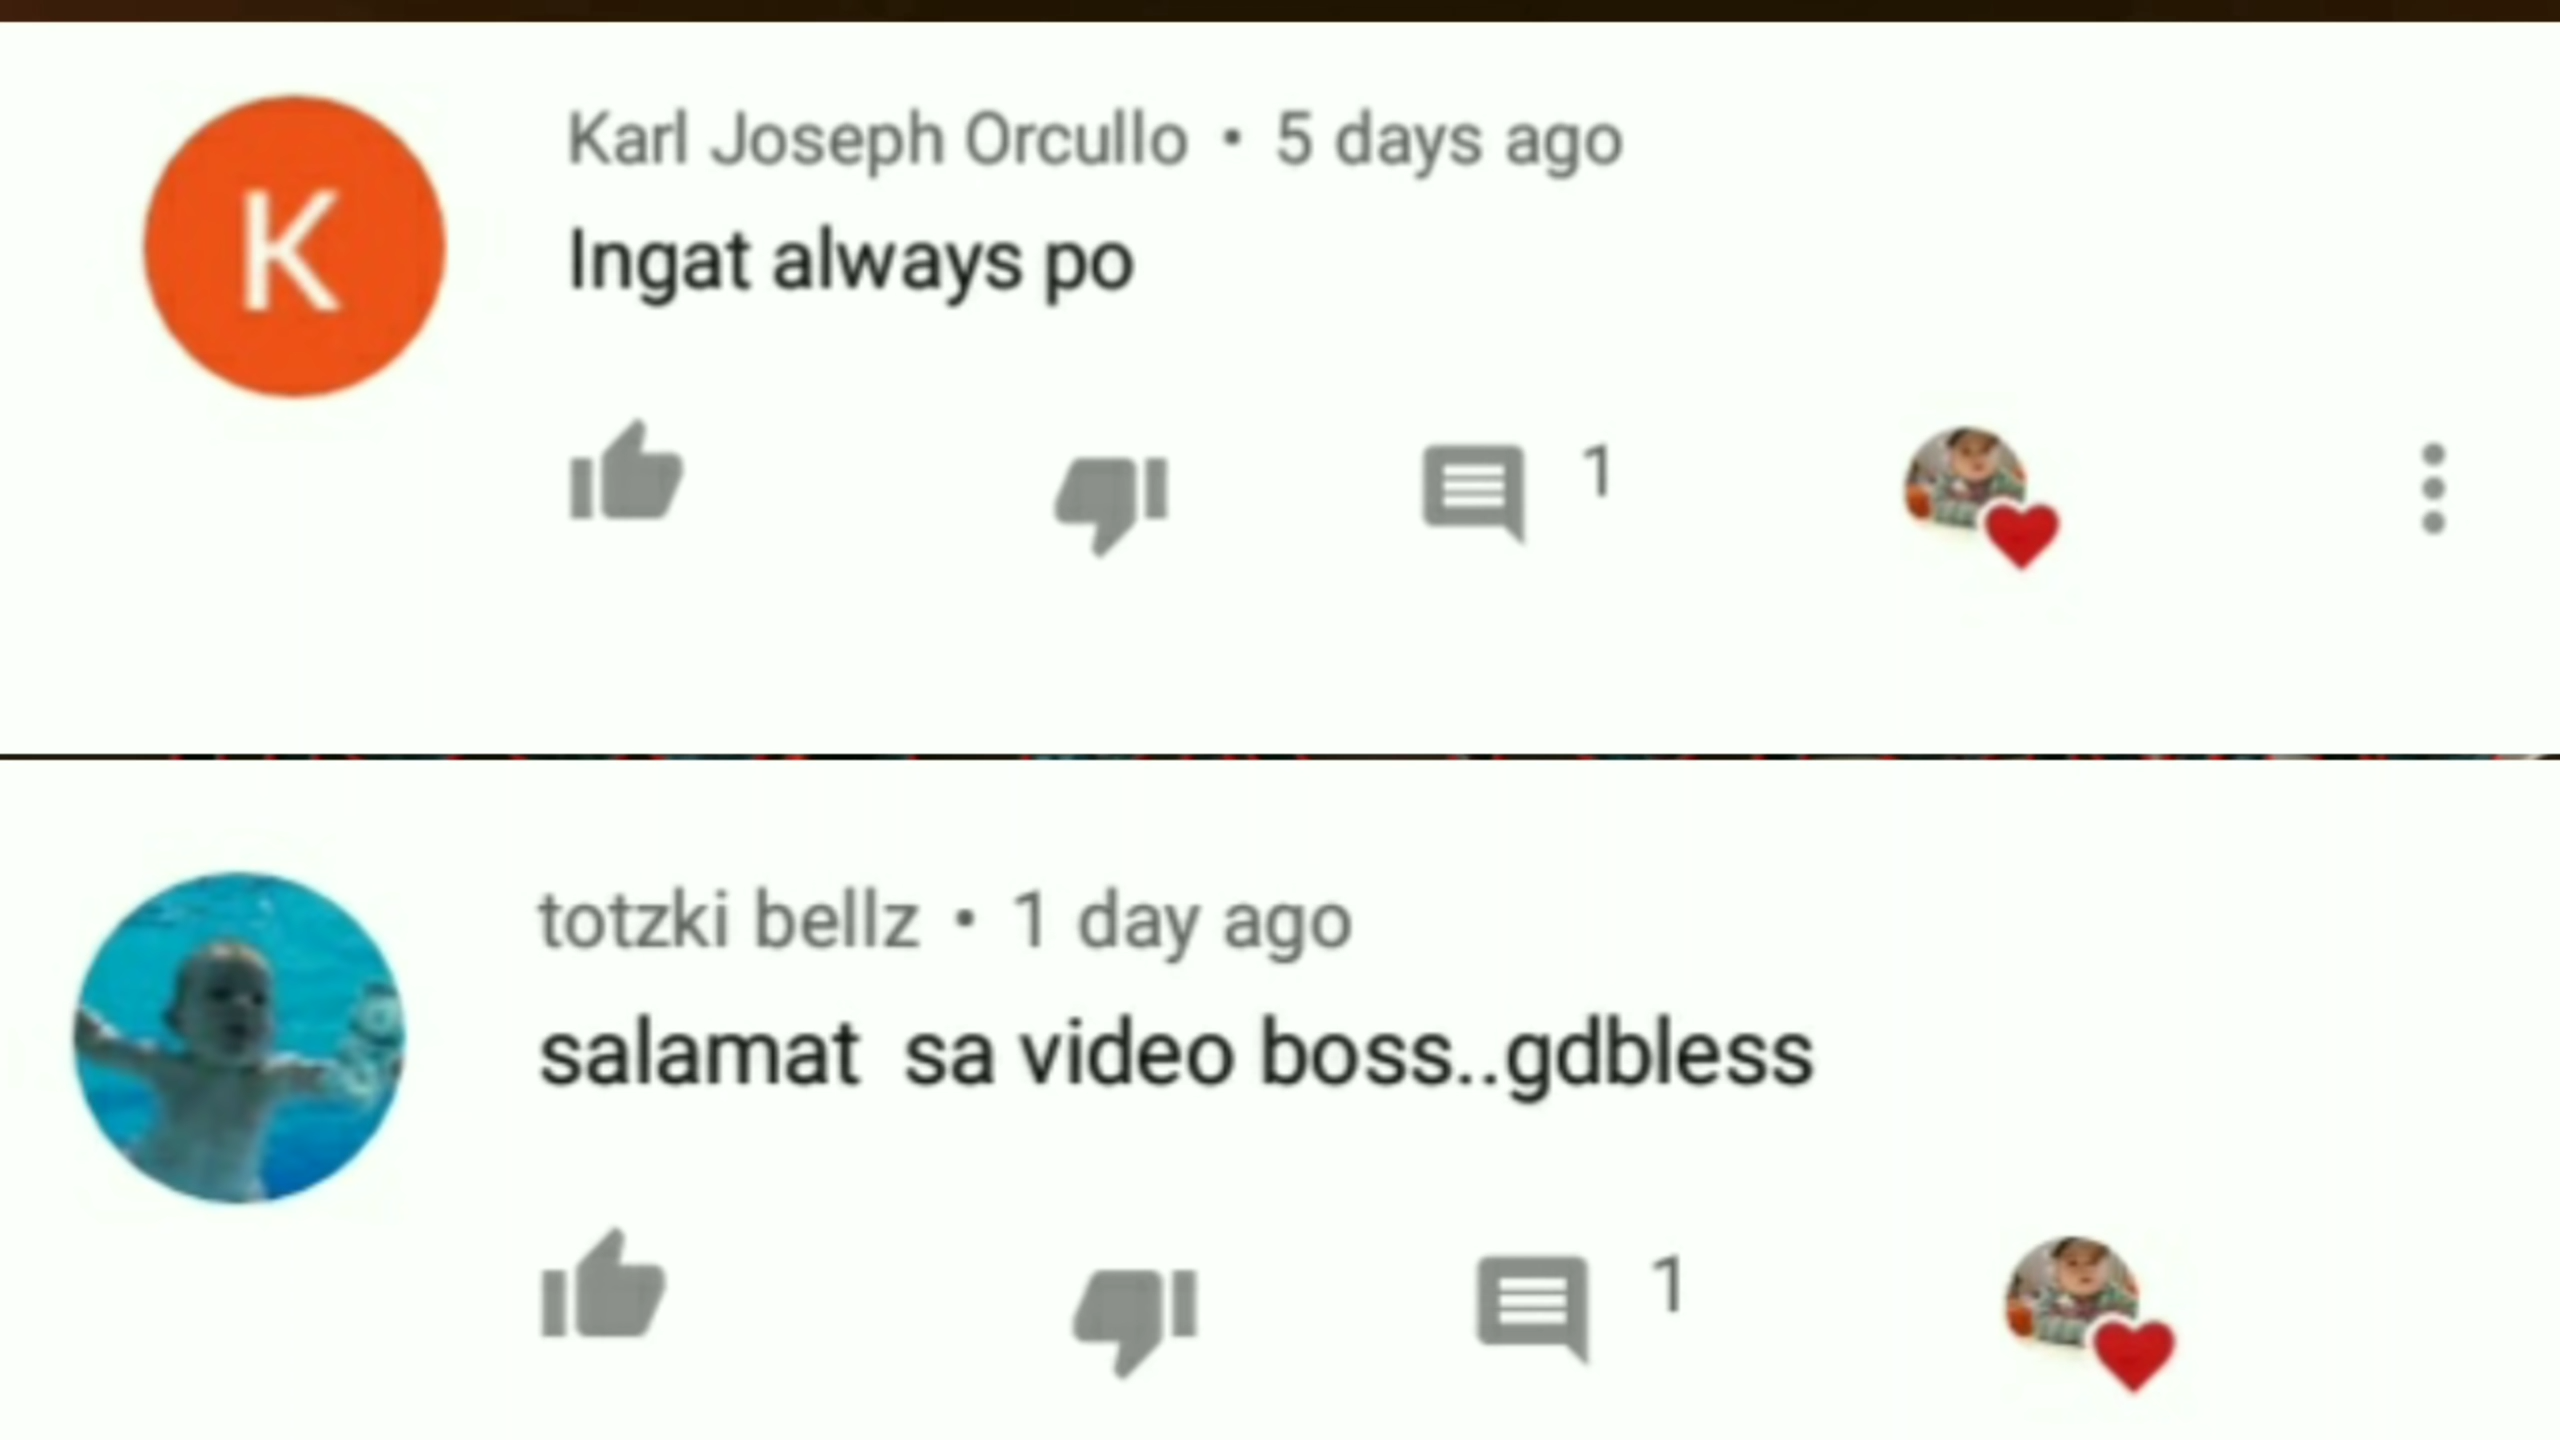 K
Karl Joseph Orcullo • 5 days ago
Ingat always po
1
totzki bellz • 1 day ago
salamat  sa video boss..gdbless
1